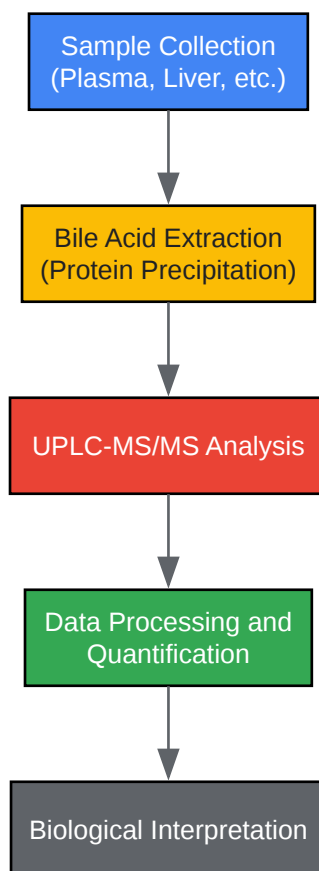 Sample Collection
(Plasma, Liver, etc.)
Bile Acid Extraction
(Protein Precipitation)
UPLC-MS/MS Analysis
Data Processing and
Quantification
Biological Interpretation